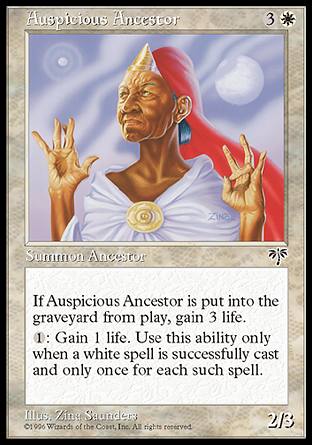 Auspicious Ancestor 3
ZINA
Summon Ancestor
If Auspicious Ancestor is put into the
graveyard from play, gain 3 life.
1: Gain 1 life. Use this ability only
when a white spell is successfully cast
and only once for each such spell.
2/3
Illus. Zina Saunders
©1996 Wizards of the Coast, Inc. All rights reserved.